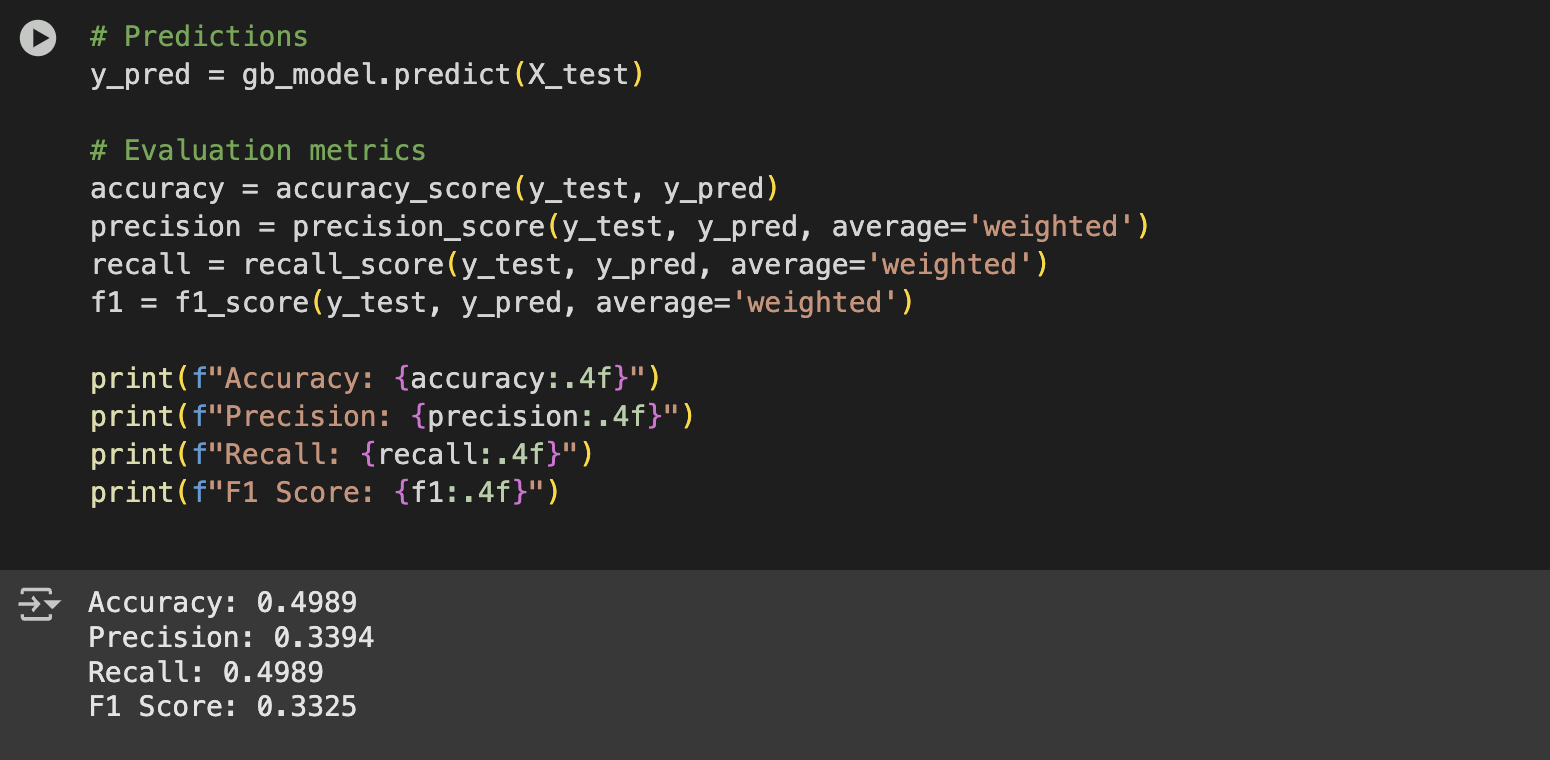 # Predictions
y_pred = gb_model.predict(X_test)
# Evaluation metrics
accuracy = accuracy_score(y_test, y_pred)
precision = precision_score(y_test, y_pred, average='weighted')
recall = recall_score(y_test, y_pred, average='weighted')
f1 = f1_score(y_test, y_pred, average='weighted')
print(f"Accuracy: {accuracy:.4f}")
print(f"Precision: {precision:.4f}")
print(f"Recall: {recall:.4f}")
print(f"F1 Score: {f1:.4f}")
Accuracy: 0.4989
Precision: 0.3394
Recall: 0.4989
F1 Score: 0.3325